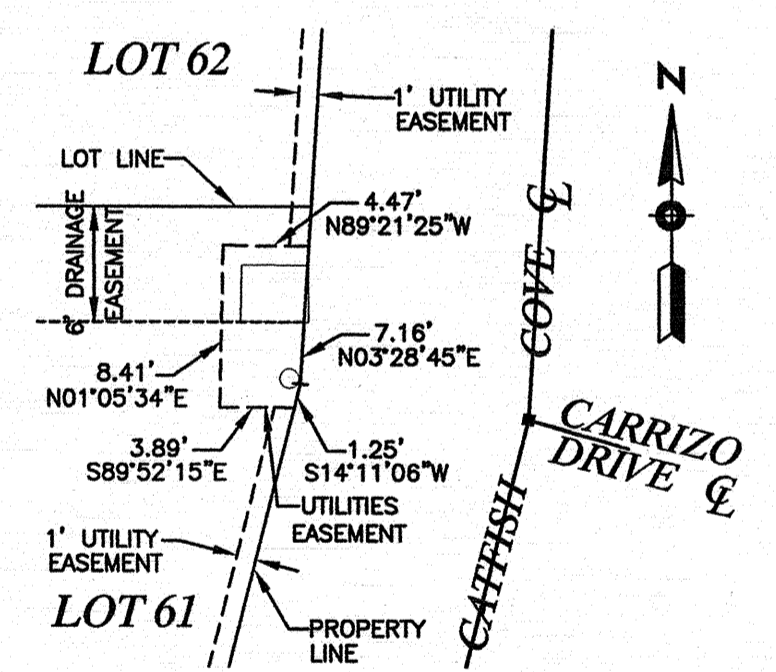 LOT 62
N
1' UTILITY
EASEMENT
LOT LINE
4.47'
N89°21'25"W
6' DRAINAGE
EASEMENT
COVE ℄
7.16'
N03°28'45"E
8.41'
N01°05'34"E
CARRIZO
DRIVE ℄
3.89'
S89°52'15"E
1.25'
S14°11'06"W
UTILITIES
EASEMENT
CATFISH
1' UTILITY
EASEMENT
LOT 61
PROPERTY
LINE